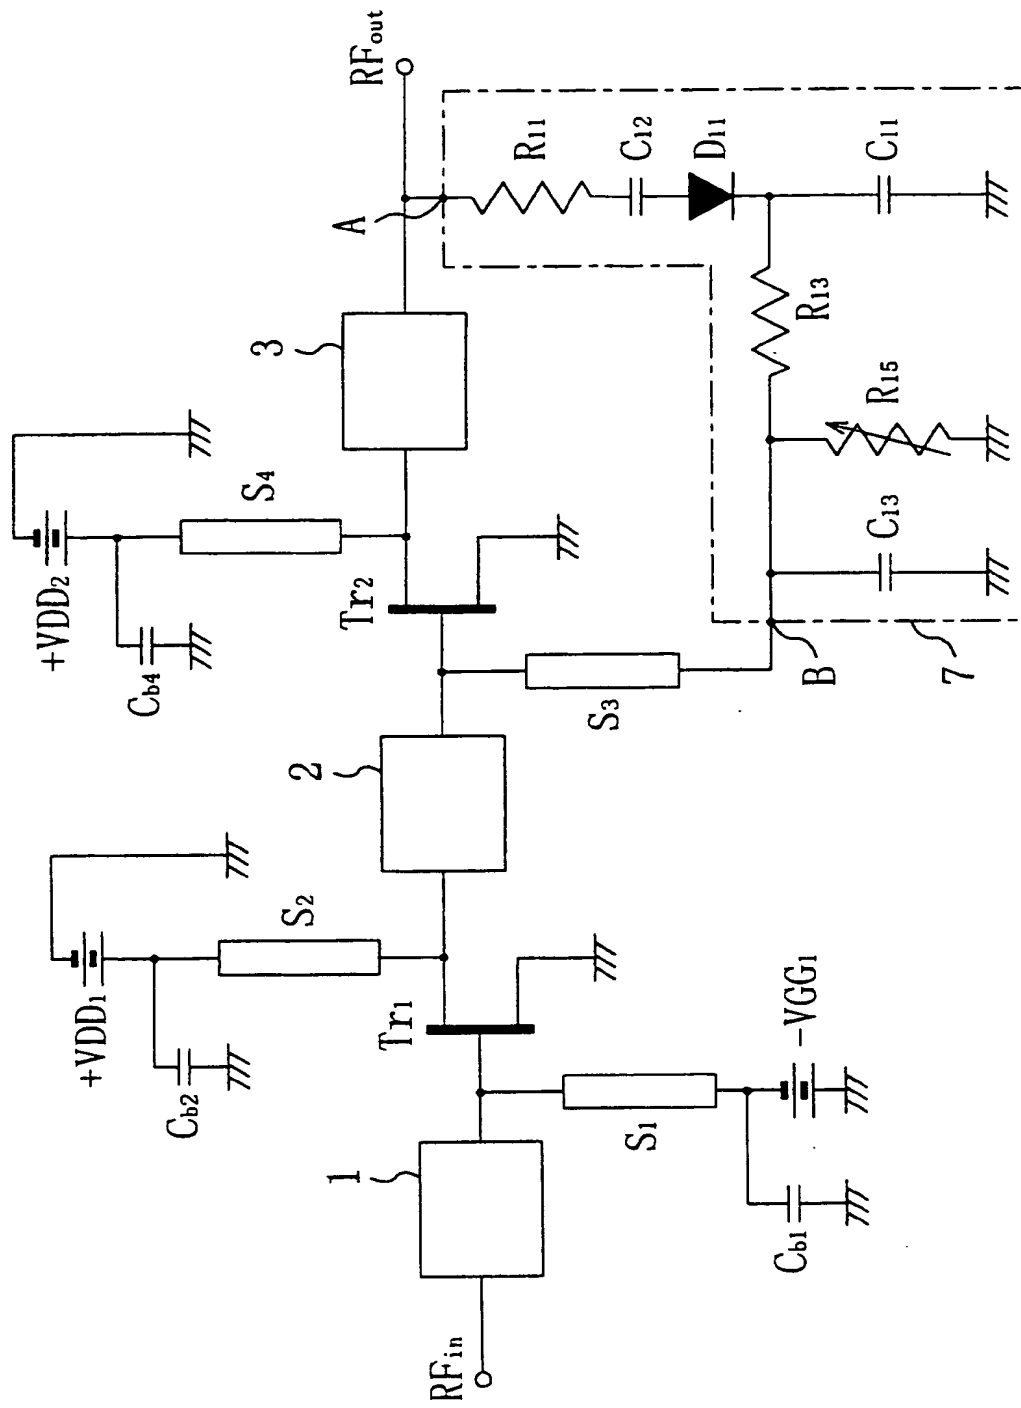 RFout
A
R11
C12
D11
C11
3
R13
+VDD2
S4
R15
Cb4
Tr2
C13
B
7
S3
2
+VDD1
S2
Cb2
Tr1
-VGG1
S1
1
Cb1
RFin